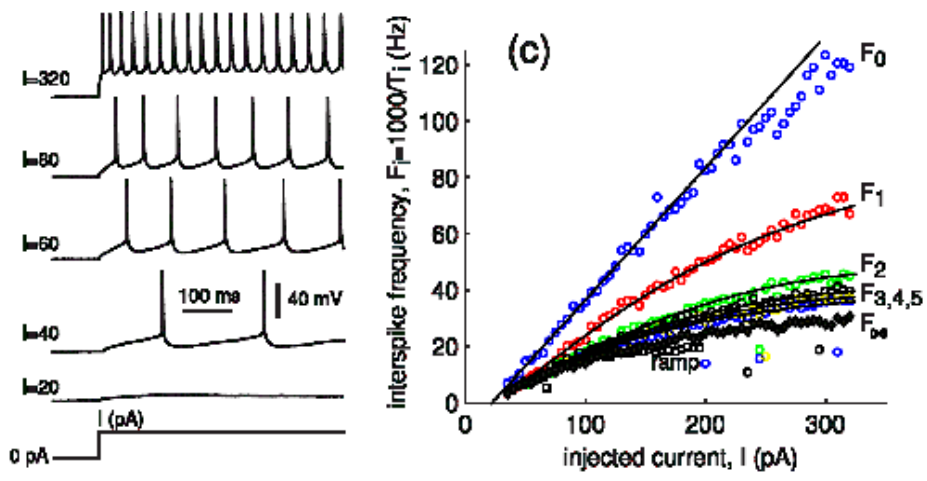 I=320
I=80
I=60
100 ms
40 mV
I=40
I=20
I (pA)
0 pA
(c)
interspike frequency, Fi=1000/Ti (Hz)
120
100
80
60
40
20
0
F0
F1
F2
F3,4,5
F∞
ramp
0
100
200
300
injected current, I (pA)